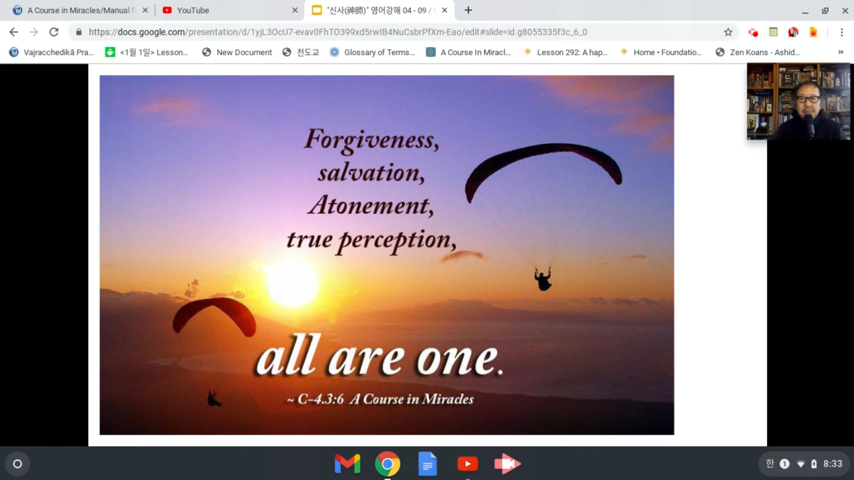 A Course in Miracles/Manual f
YouTube
"신사(神師)" 영어강해 04 - 09 /
https://docs.google.com/presentation/d/1yjL3OcU7-evav0FhTO399xd5rwIB4NuCsbrPfXm-Eao/edit#slide=id.g8055335f3c_6_0
Vajracchedikā Pra...
<1월 1일> Lesson...
New Document
천도교
Glossary of Terms...
A Course In Miracl...
Lesson 292: A hap...
Home • Foundatio...
Zen Koans - Ashid...
»
Forgiveness,
salvation,
Atonement,
true perception,
all are one.
~ C-4.3:6 A Course in Miracles
한
1
8:33